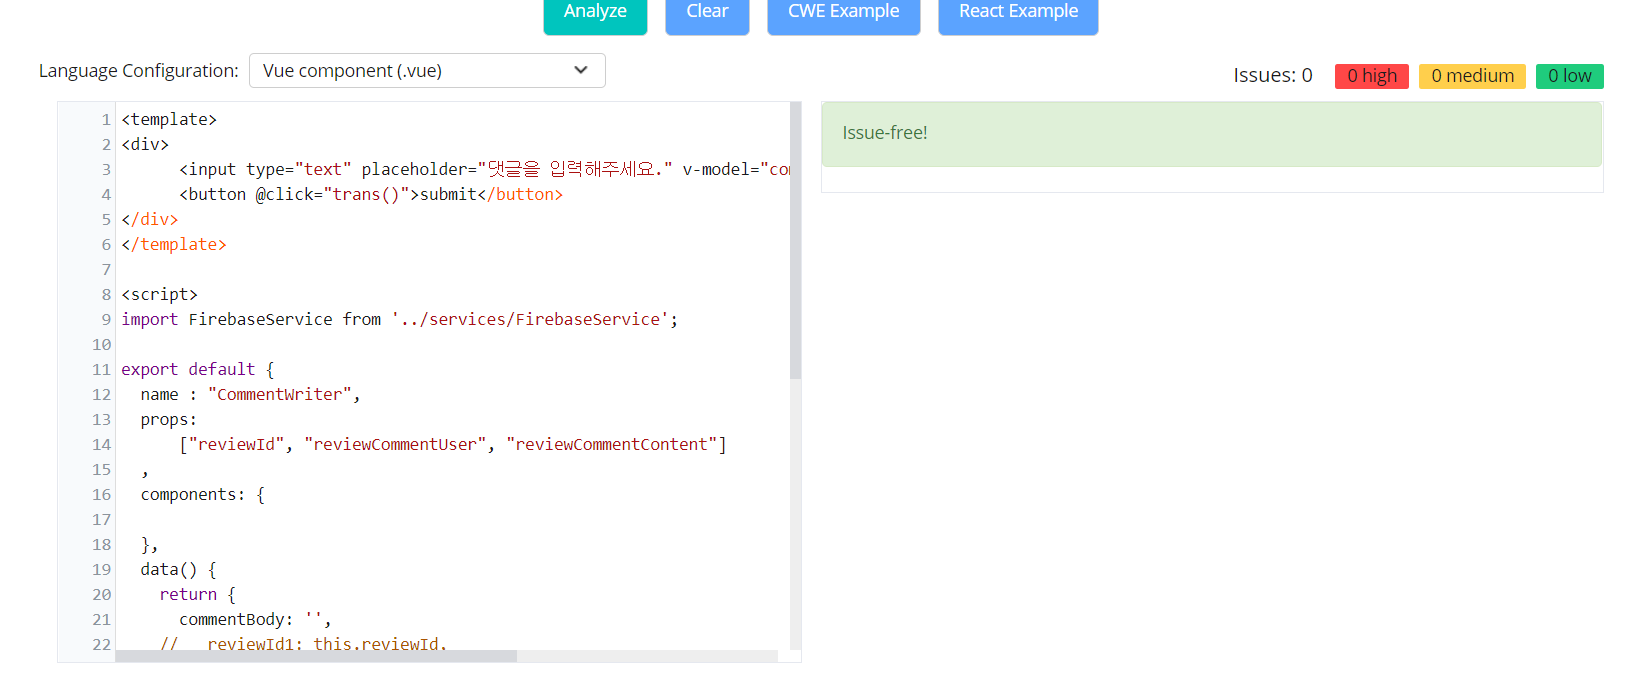 Analyze Clear CWE Example React Example
Language Configuration: Vue component (.vue)
Issues: 0 0 high 0 medium 0 low
1 <template>
2 <div>
3 <input type="text" placeholder="댓글을 입력해주세요." v-model="co
4 <button @click="trans()">submit</button>
5 </div>
6 </template>
7
8 <script>
9 import FirebaseService from '../services/FirebaseService';
10
11 export default {
12 name : "CommentWriter",
13 props:
14 ["reviewId", "reviewCommentUser", "reviewCommentContent"]
15 ,
16 components: {
17
18 },
19 data() {
20 return {
21 commentBody: '',
22 // reviewId1: this.reviewId,
Issue-free!